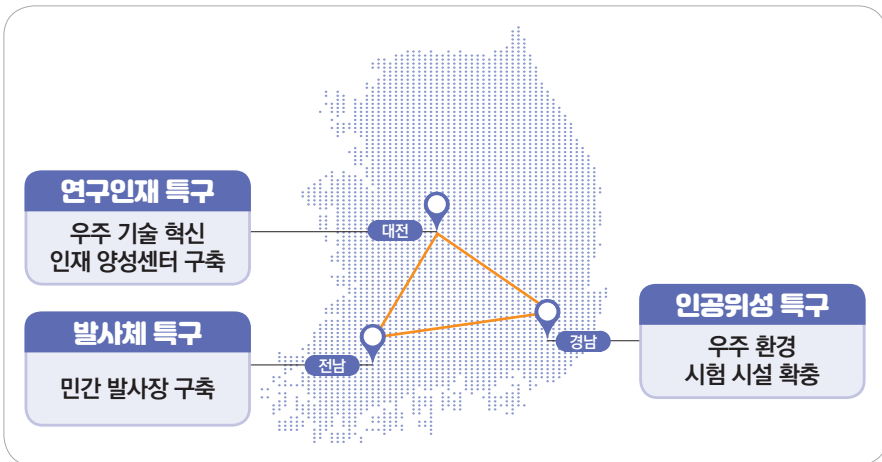 연구인재 특구
우주 기술 혁신
인재 양성센터 구축
대전
발사체 특구
민간 발사장 구축
전남
인공위성 특구
우주 환경
시험 시설 확충
경남